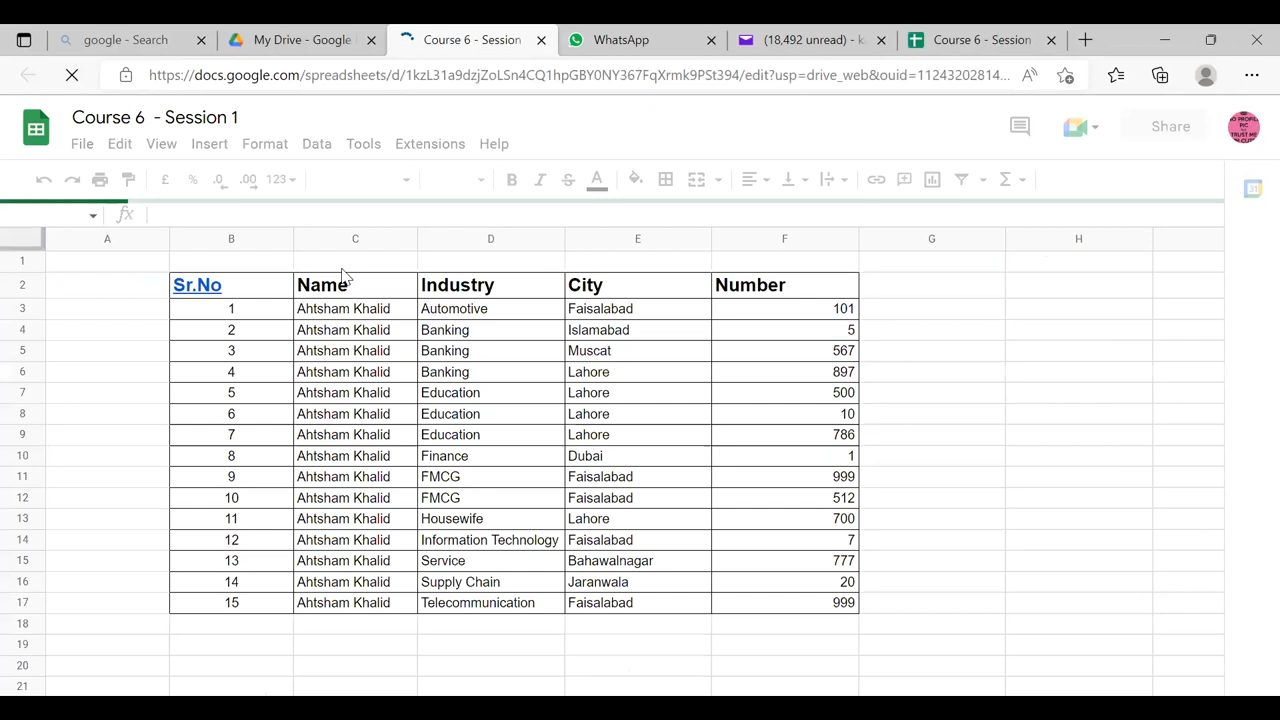 google - Search
My Drive - Google
Course 6 - Session
WhatsApp
(18,492 unread) - k
Course 6 - Session
https://docs.google.com/spreadsheets/d/1kzL31a9dzjZoLSn4CQ1hpGBY0NY367FqXrmk9PSt394/edit?usp=drive_web&ouid=11243202814...
Course 6 - Session 1
Share
File Edit View Insert Format Data Tools Extensions Help
£ % .0 .00 123
B I S A
fx
A B C D E F G H
1
2 Sr.No Name Industry City Number
3 1 Ahtsham Khalid Automotive Faisalabad 101
4 2 Ahtsham Khalid Banking Islamabad 5
5 3 Ahtsham Khalid Banking Muscat 567
6 4 Ahtsham Khalid Banking Lahore 897
7 5 Ahtsham Khalid Education Lahore 500
8 6 Ahtsham Khalid Education Lahore 10
9 7 Ahtsham Khalid Education Lahore 786
10 8 Ahtsham Khalid Finance Dubai 1
11 9 Ahtsham Khalid FMCG Faisalabad 999
12 10 Ahtsham Khalid FMCG Faisalabad 512
13 11 Ahtsham Khalid Housewife Lahore 700
14 12 Ahtsham Khalid Information Technology Faisalabad 7
15 13 Ahtsham Khalid Service Bahawalnagar 777
16 14 Ahtsham Khalid Supply Chain Jaranwala 20
17 15 Ahtsham Khalid Telecommunication Faisalabad 999
18
19
20
21